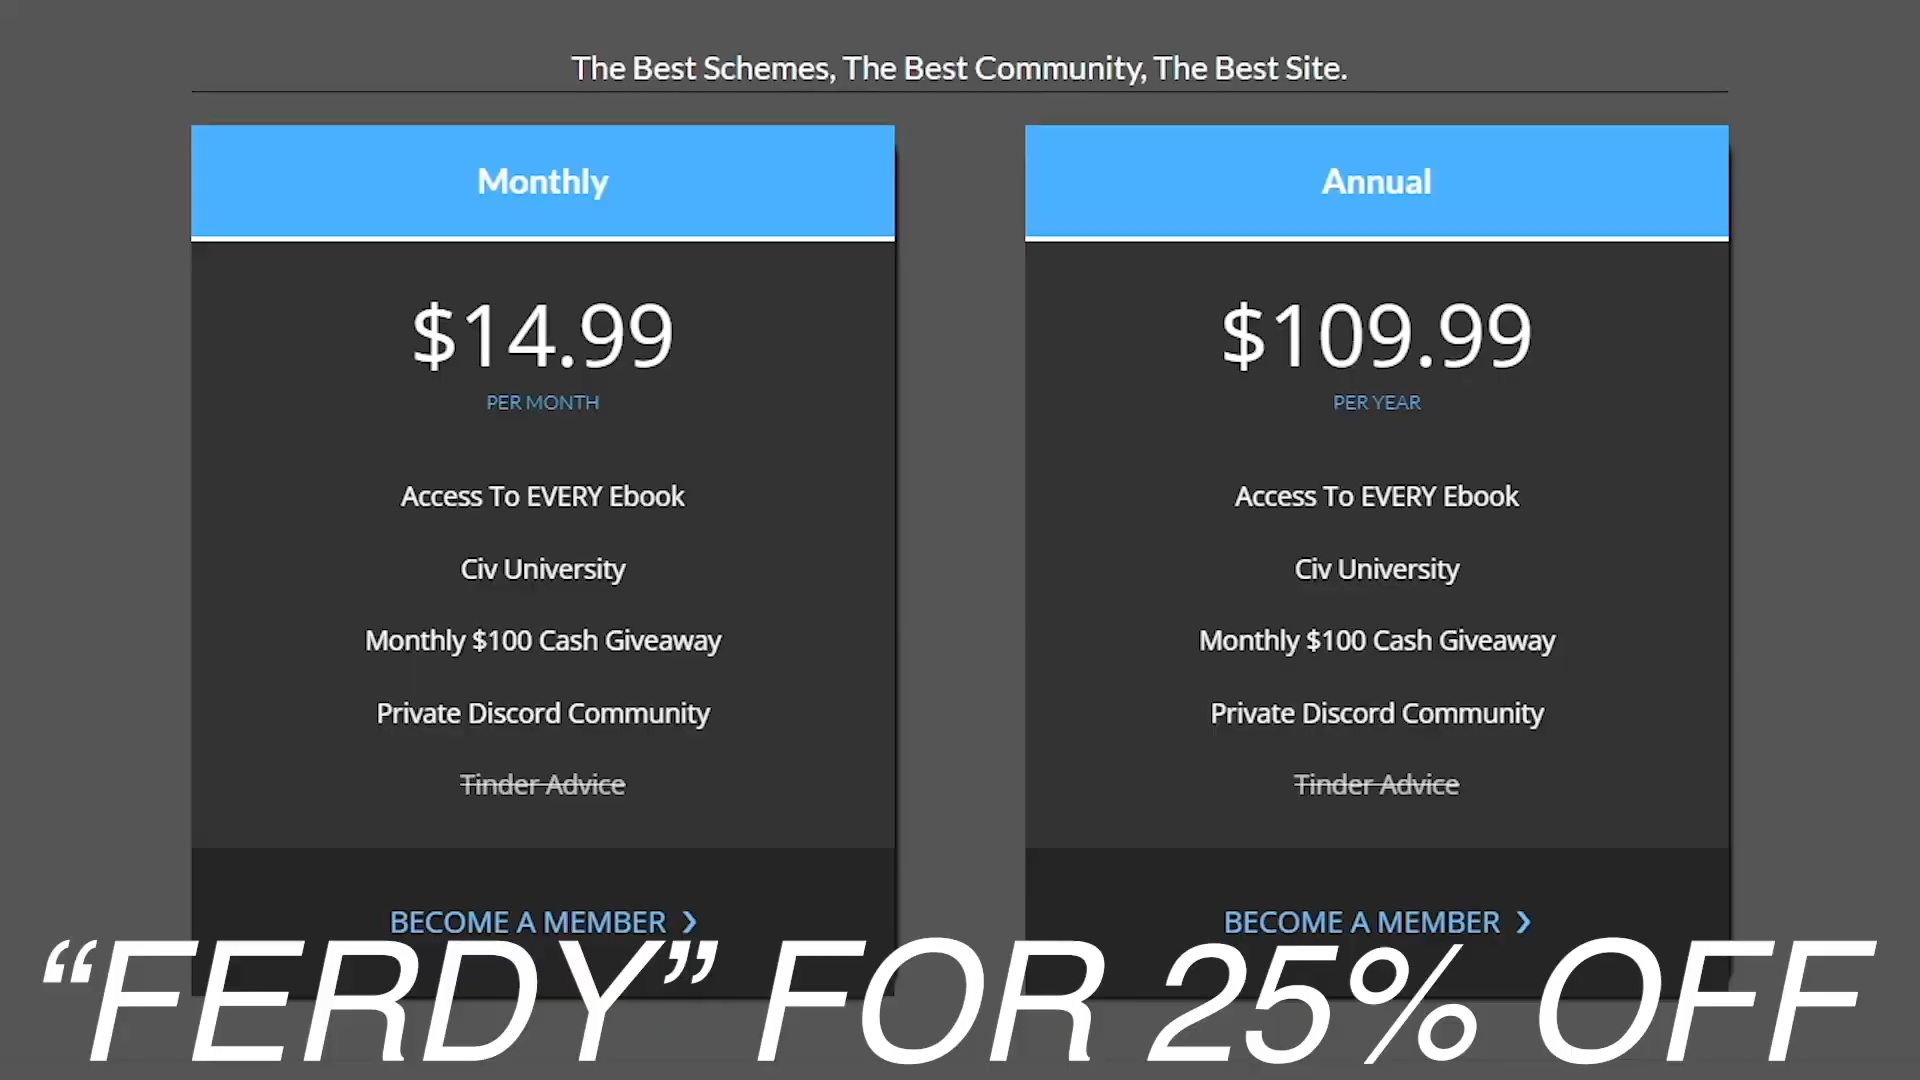 The Best Schemes, The Best Community, The Best Site.
Monthly
$14.99
PER MONTH
Access To EVERY Ebook
Civ University
Monthly $100 Cash Giveaway
Private Discord Community
Tinder Advice
BECOME A MEMBER ❯
Annual
$109.99
PER YEAR
Access To EVERY Ebook
Civ University
Monthly $100 Cash Giveaway
Private Discord Community
Tinder Advice
BECOME A MEMBER ❯
“FERDY” FOR 25% OFF